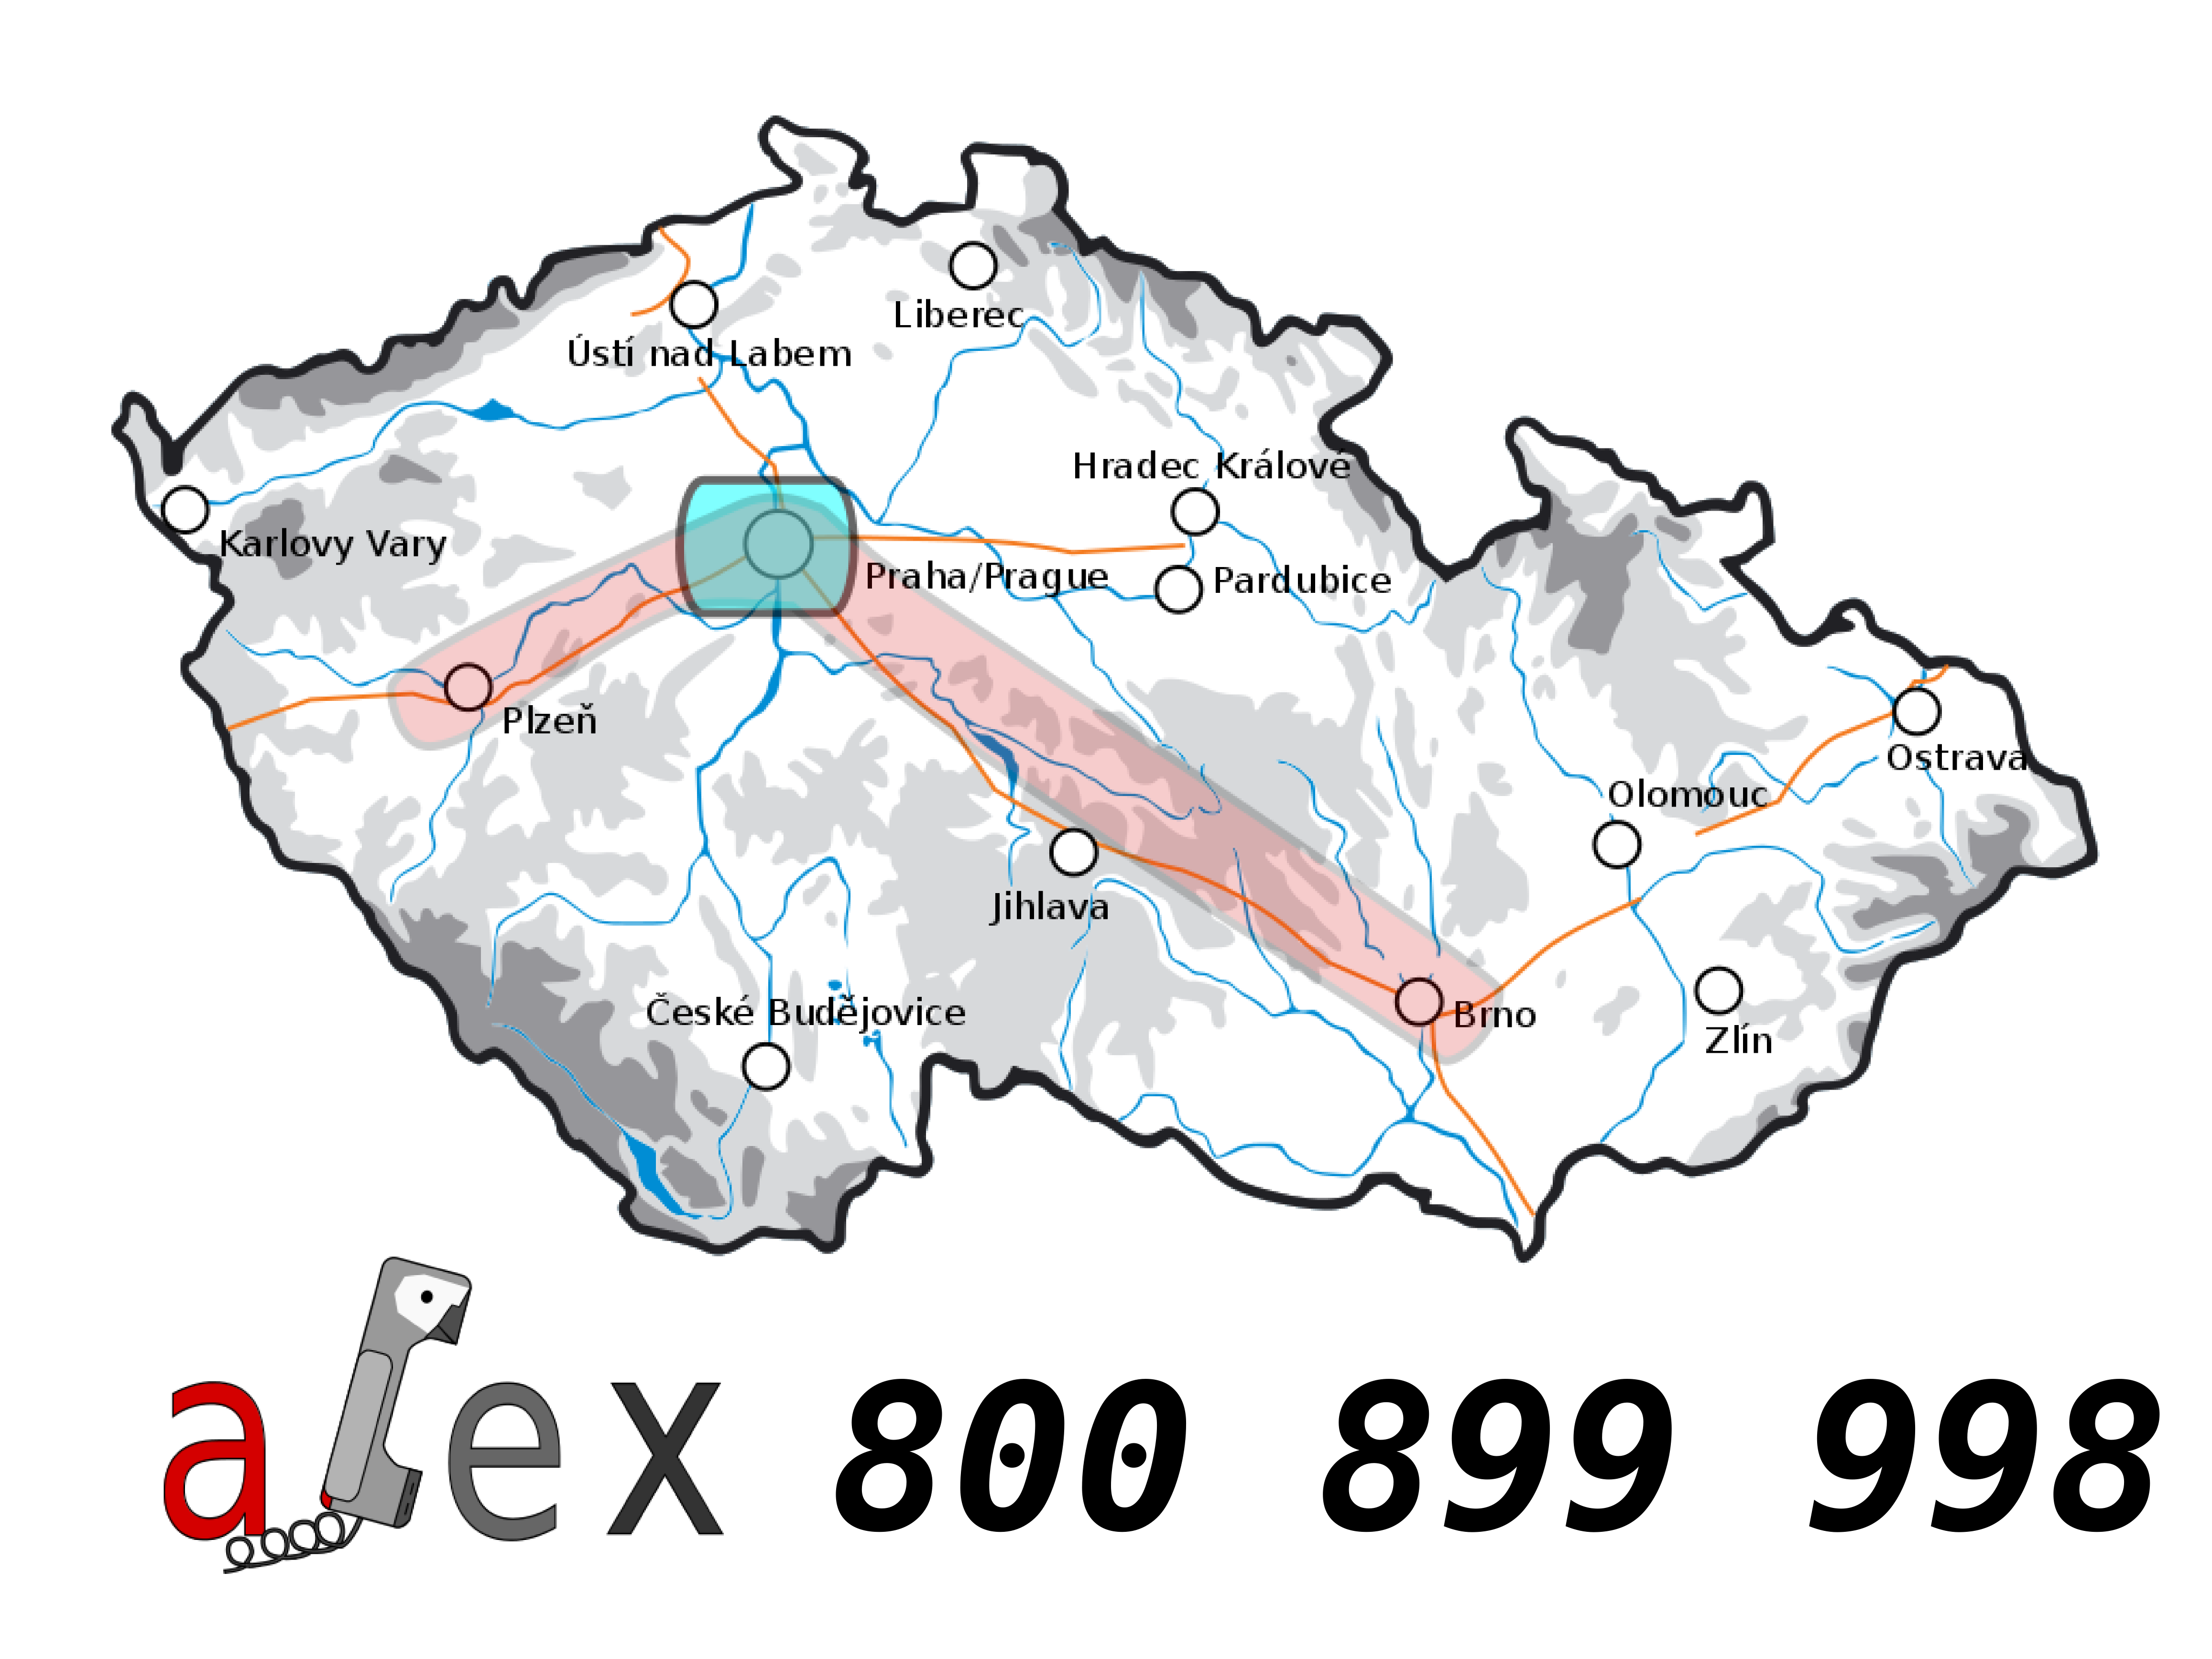 Liberec
Ústí nad Labem
Hradec Králové
Karlovy Vary
Praha/Prague
Pardubice
Plzeň
Ostrava
Olomouc
Jihlava
České Budějovice
Brno
Zlín
alex 800 899 998